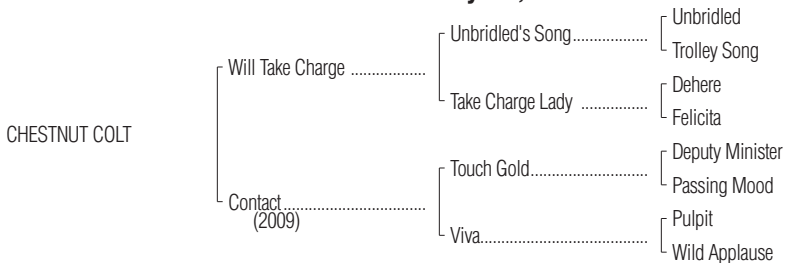 CHESTNUT COLT
Will Take Charge ..................
Unbridled's Song..................
Unbridled
Trolley Song
Take Charge Lady ................
Dehere
Felicita
Contact..................................
(2009)
Touch Gold............................
Deputy Minister
Passing Mood
Viva........................................
Pulpit
Wild Applause